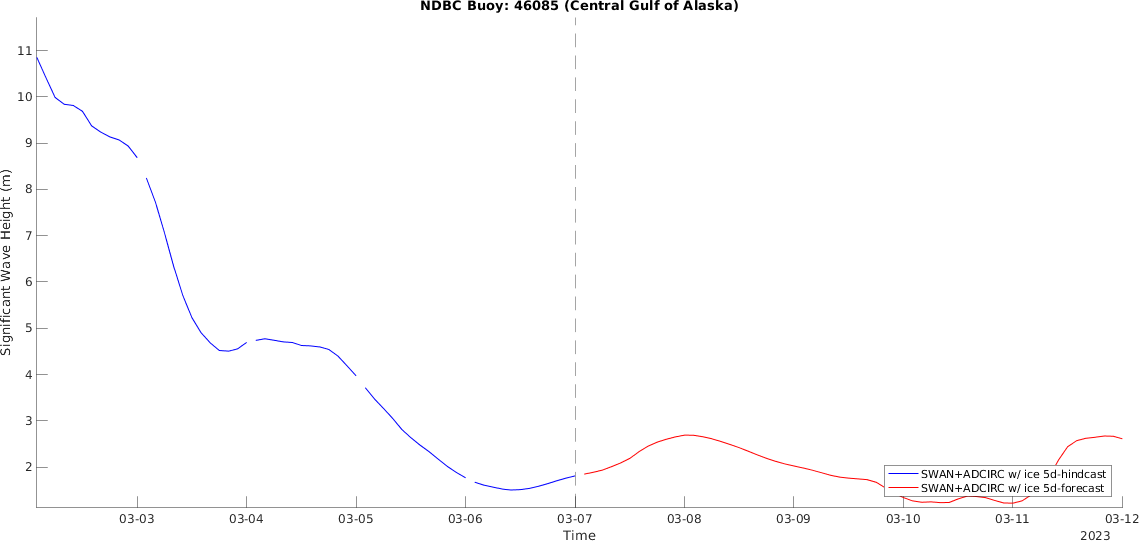 NDBC Buoy: 46085 (Central Gulf of Alaska)
11
10
9
8
7
6
5
4
3
2
Significant Wave Height (m)
SWAN+ADCIRC w/ ice 5d-hindcast
SWAN+ADCIRC w/ ice 5d-forecast
03-03 03-04 03-05 03-06 03-07 03-08 03-09 03-10 03-11 03-12
Time
2023